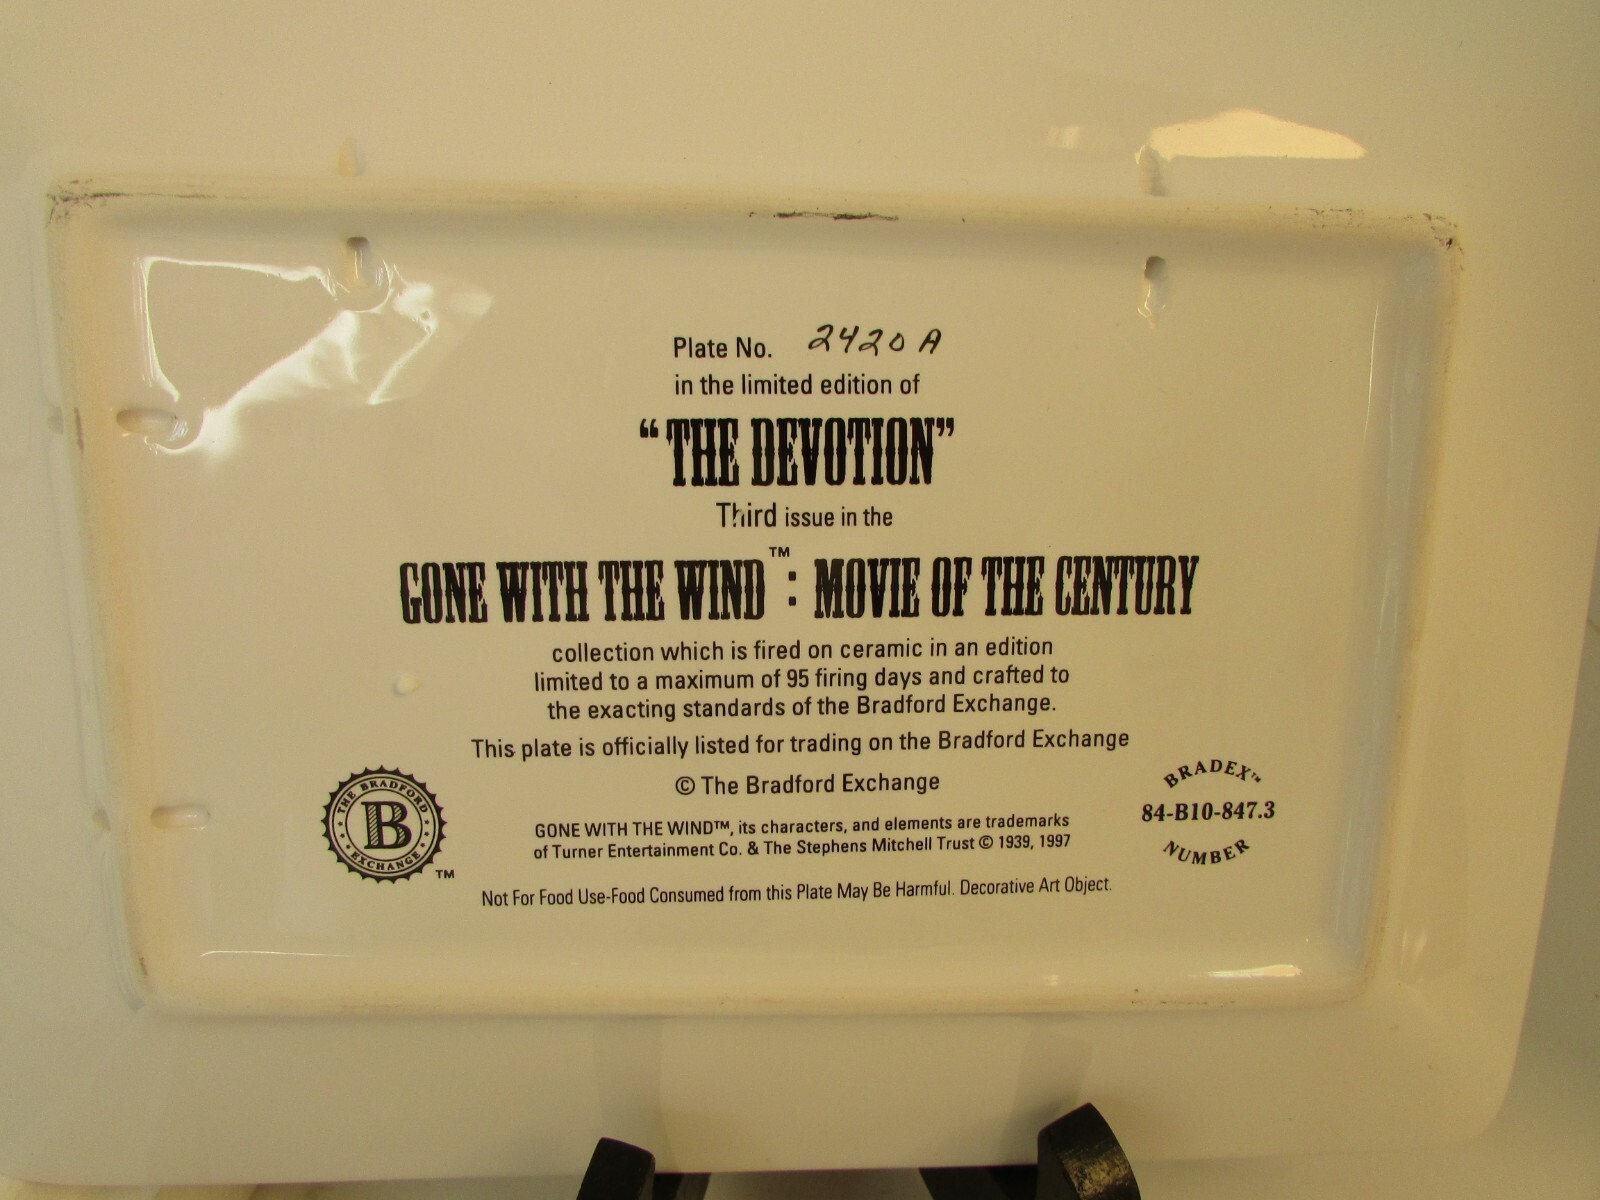 Plate No. 2420 A
in the limited edition of
“THE DEVOTION”
Third issue in the
GONE WITH THE WIND™: MOVIE OF THE CENTURY
collection which is fired on ceramic in an edition
limited to a maximum of 95 firing days and crafted to
the exacting standards of the Bradford Exchange.
This plate is officially listed for trading on the Bradford Exchange
© The Bradford Exchange
THE BRADFORD
B
EXCHANGE
TM
GONE WITH THE WIND™, its characters, and elements are trademarks
of Turner Entertainment Co. & The Stephens Mitchell Trust © 1939, 1997
BRADEX™
84-B10-847.3
NUMBER
Not For Food Use-Food Consumed from this Plate May Be Harmful. Decorative Art Object.